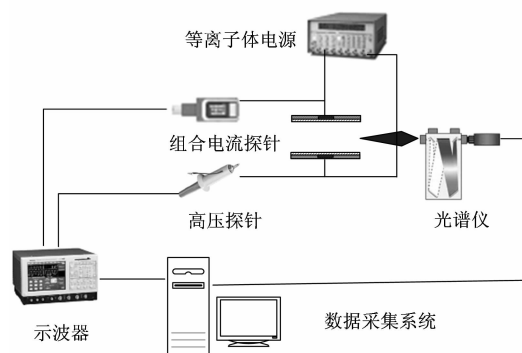 等离子体电源
组合电流探针
高压探针
光谱仪
示波器
数据采集系统